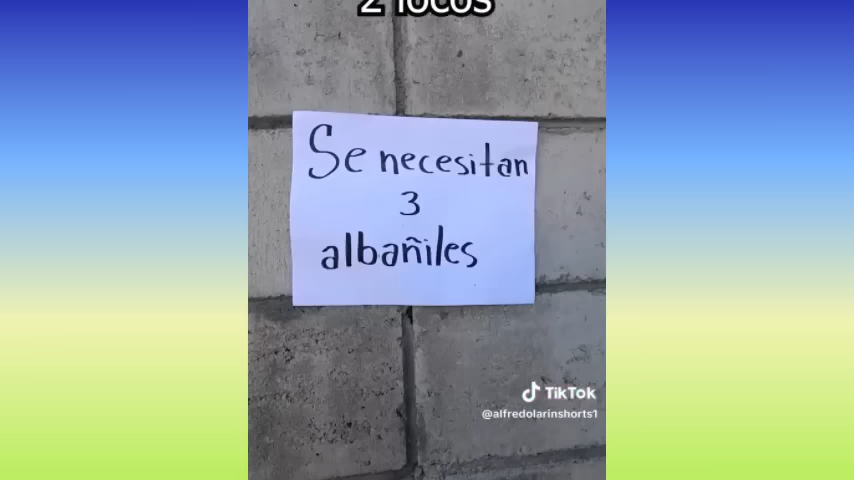 2 locos
Se necesitan
3
albañiles
TikTok
@alfredolarinshorts1